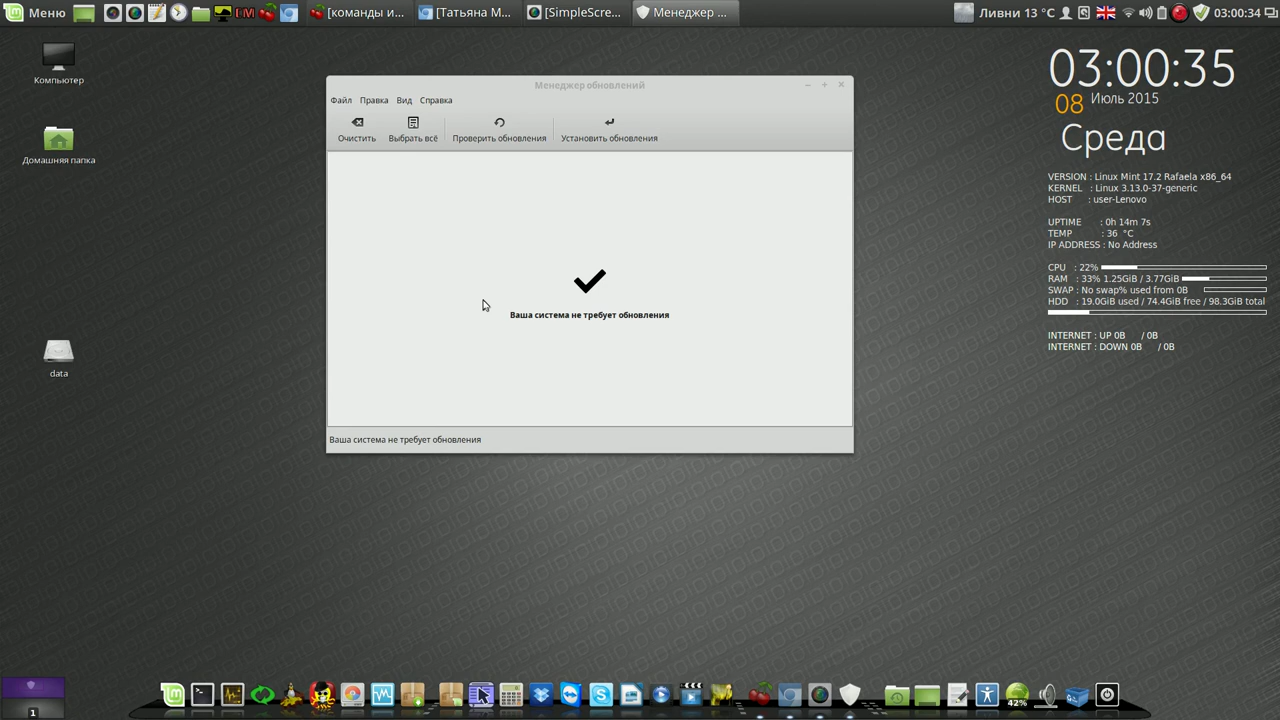 Меню
[команды и...
[Татьяна М...
[SimpleScre...
Менеджер ...
Ливни 13 °C
03:00:34
Компьютер
Домашняя папка
data
Менеджер обновлений
Файл Правка Вид Справка
Очистить Выбрать всё Проверить обновления Установить обновления
Ваша система не требует обновления
Ваша система не требует обновления
03:00:35
08 Июль 2015
Среда
VERSION : Linux Mint 17.2 Rafaela x86_64
KERNEL : Linux 3.13.0-37-generic
HOST : user-Lenovo
UPTIME : 0h 14m 7s
TEMP : 36 °C
IP ADDRESS : No Address
CPU : 22%
RAM : 33% 1.25GiB / 3.77GiB
SWAP : No swap% used from 0B
HDD : 19.0GiB used / 74.4GiB free / 98.3GiB total
INTERNET : UP 0B / 0B
INTERNET : DOWN 0B / 0B
42%
1